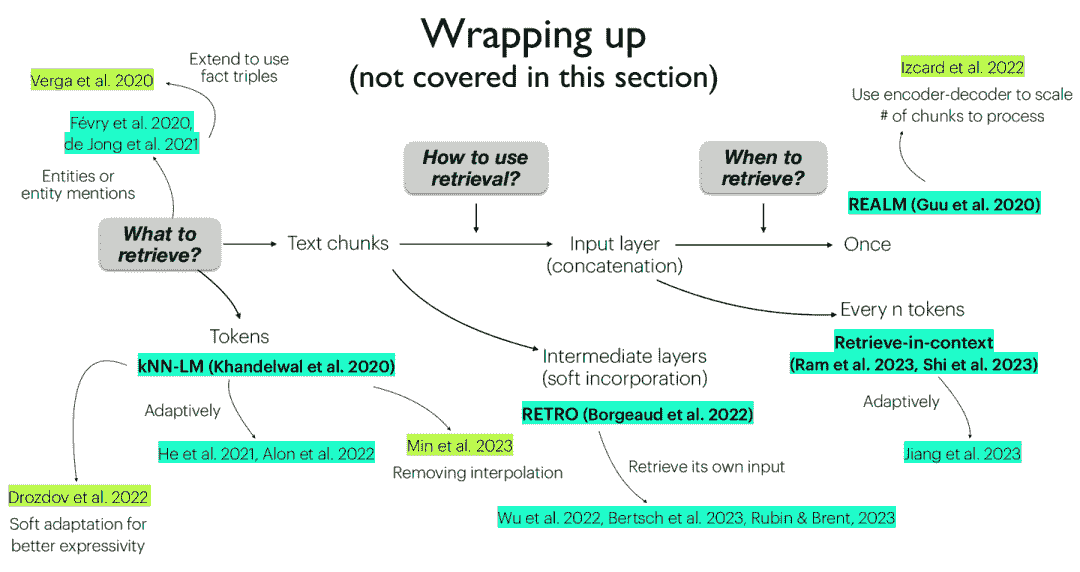 Wrapping up
(not covered in this section)
Extend to use
fact triples
Verga et al. 2020
Févry et al. 2020,
de Jong et al. 2021
Entities or
entity mentions
What to
retrieve?
Text chunks
How to use
retrieval?
Input layer
(concatenation)
When to
retrieve?
Once
Izcard et al. 2022
Use encoder-decoder to scale
# of chunks to process
REALM (Guu et al. 2020)
Every n tokens
Retrieve-in-context
(Ram et al. 2023, Shi et al. 2023)
Adaptively
Jiang et al. 2023
Tokens
kNN-LM (Khandelwal et al. 2020)
Adaptively
He et al. 2021, Alon et al. 2022
Min et al. 2023
Removing interpolation
Drozdov et al. 2022
Soft adaptation for
better expressivity
Intermediate layers
(soft incorporation)
RETRO (Borgeaud et al. 2022)
Retrieve its own input
Wu et al. 2022, Bertsch et al. 2023, Rubin & Brent, 2023